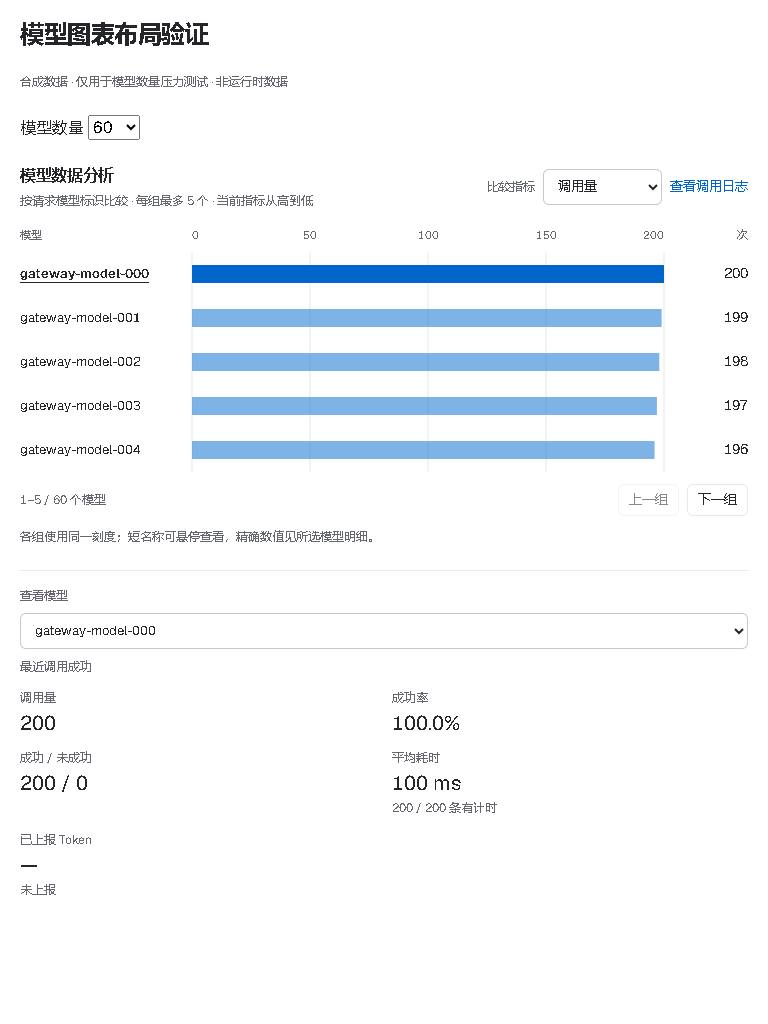 模型图表布局验证
合成数据 · 仅用于模型数量压力测试 · 非运行时数据
模型数量 60
模型数据分析
按请求模型标识比较 · 每组最多 5 个 · 当前指标从高到低
比较指标 调用量 查看调用日志
模型 0 50 100 150 200 次
gateway-model-000 200
gateway-model-001 199
gateway-model-002 198
gateway-model-003 197
gateway-model-004 196
1–5 / 60 个模型 上一组 下一组
各组使用同一刻度；短名称可悬停查看，精确数值见所选模型明细。
查看模型
gateway-model-000
最近调用成功
调用量 成功率
200 100.0%
成功 / 未成功 平均耗时
200 / 0 100 ms
200 / 200 条有计时
已上报 Token
—
未上报